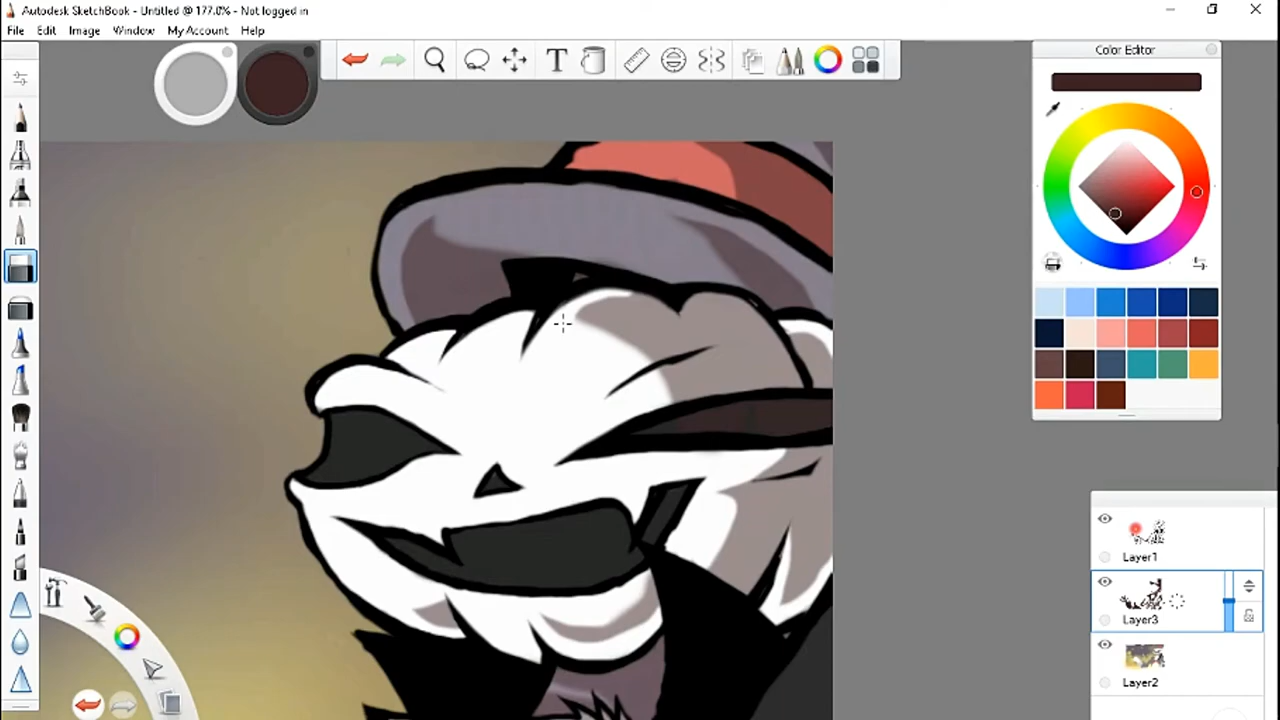 Autodesk SketchBook - Untitled @ 177.0% - Not logged in
File Edit Image Window My Account Help
T
Color Editor
Layer1
Layer3
Layer2